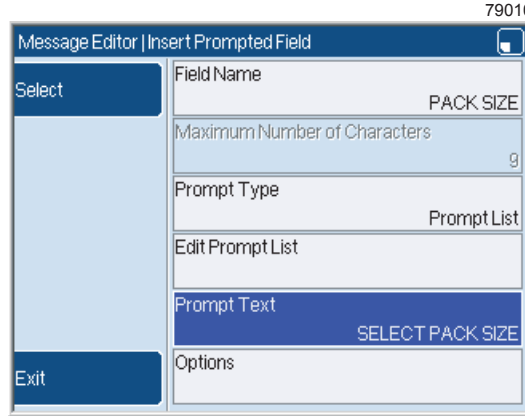 79010
Message Editor | Insert Prompted Field
Select
Field Name
PACK SIZE
Maximum Number of Characters
9
Prompt Type
Prompt List
Edit Prompt List
Prompt Text
SELECT PACK SIZE
Options
Exit